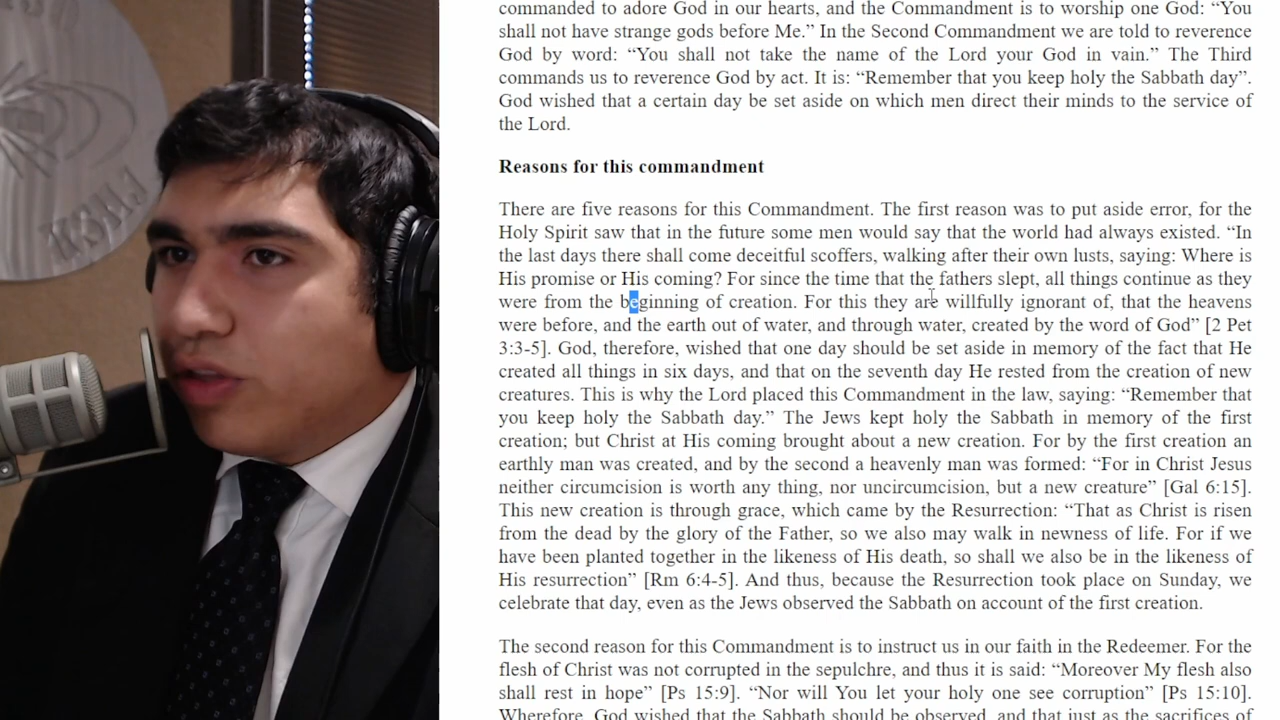 commanded to adore God in our hearts, and the Commandment is to worship one God: “You
shall not have strange gods before Me.” In the Second Commandment we are told to reverence
God by word: “You shall not take the name of the Lord your God in vain.” The Third
commands us to reverence God by act. It is: “Remember that you keep holy the Sabbath day”.
God wished that a certain day be set aside on which men direct their minds to the service of
the Lord.
Reasons for this commandment
There are five reasons for this Commandment. The first reason was to put aside error, for the
Holy Spirit saw that in the future some men would say that the world had always existed. “In
the last days there shall come deceitful scoffers, walking after their own lusts, saying: Where is
His promise or His coming? For since the time that the fathers slept, all things continue as they
were from the beginning of creation. For this they are willfully ignorant of, that the heavens
were before, and the earth out of water, and through water, created by the word of God” [2 Pet
3:3-5]. God, therefore, wished that one day should be set aside in memory of the fact that He
created all things in six days, and that on the seventh day He rested from the creation of new
creatures. This is why the Lord placed this Commandment in the law, saying: “Remember that
you keep holy the Sabbath day.” The Jews kept holy the Sabbath in memory of the first
creation; but Christ at His coming brought about a new creation. For by the first creation an
earthly man was created, and by the second a heavenly man was formed: “For in Christ Jesus
neither circumcision is worth any thing, nor uncircumcision, but a new creature” [Gal 6:15].
This new creation is through grace, which came by the Resurrection: “That as Christ is risen
from the dead by the glory of the Father, so we also may walk in newness of life. For if we
have been planted together in the likeness of His death, so shall we also be in the likeness of
His resurrection” [Rm 6:4-5]. And thus, because the Resurrection took place on Sunday, we
celebrate that day, even as the Jews observed the Sabbath on account of the first creation.
The second reason for this Commandment is to instruct us in our faith in the Redeemer. For the
flesh of Christ was not corrupted in the sepulchre, and thus it is said: “Moreover My flesh also
shall rest in hope” [Ps 15:9]. “Nor will You let your holy one see corruption” [Ps 15:10].
Wherefore, God wished that the Sabbath should be observed, and that just as the sacrifices of